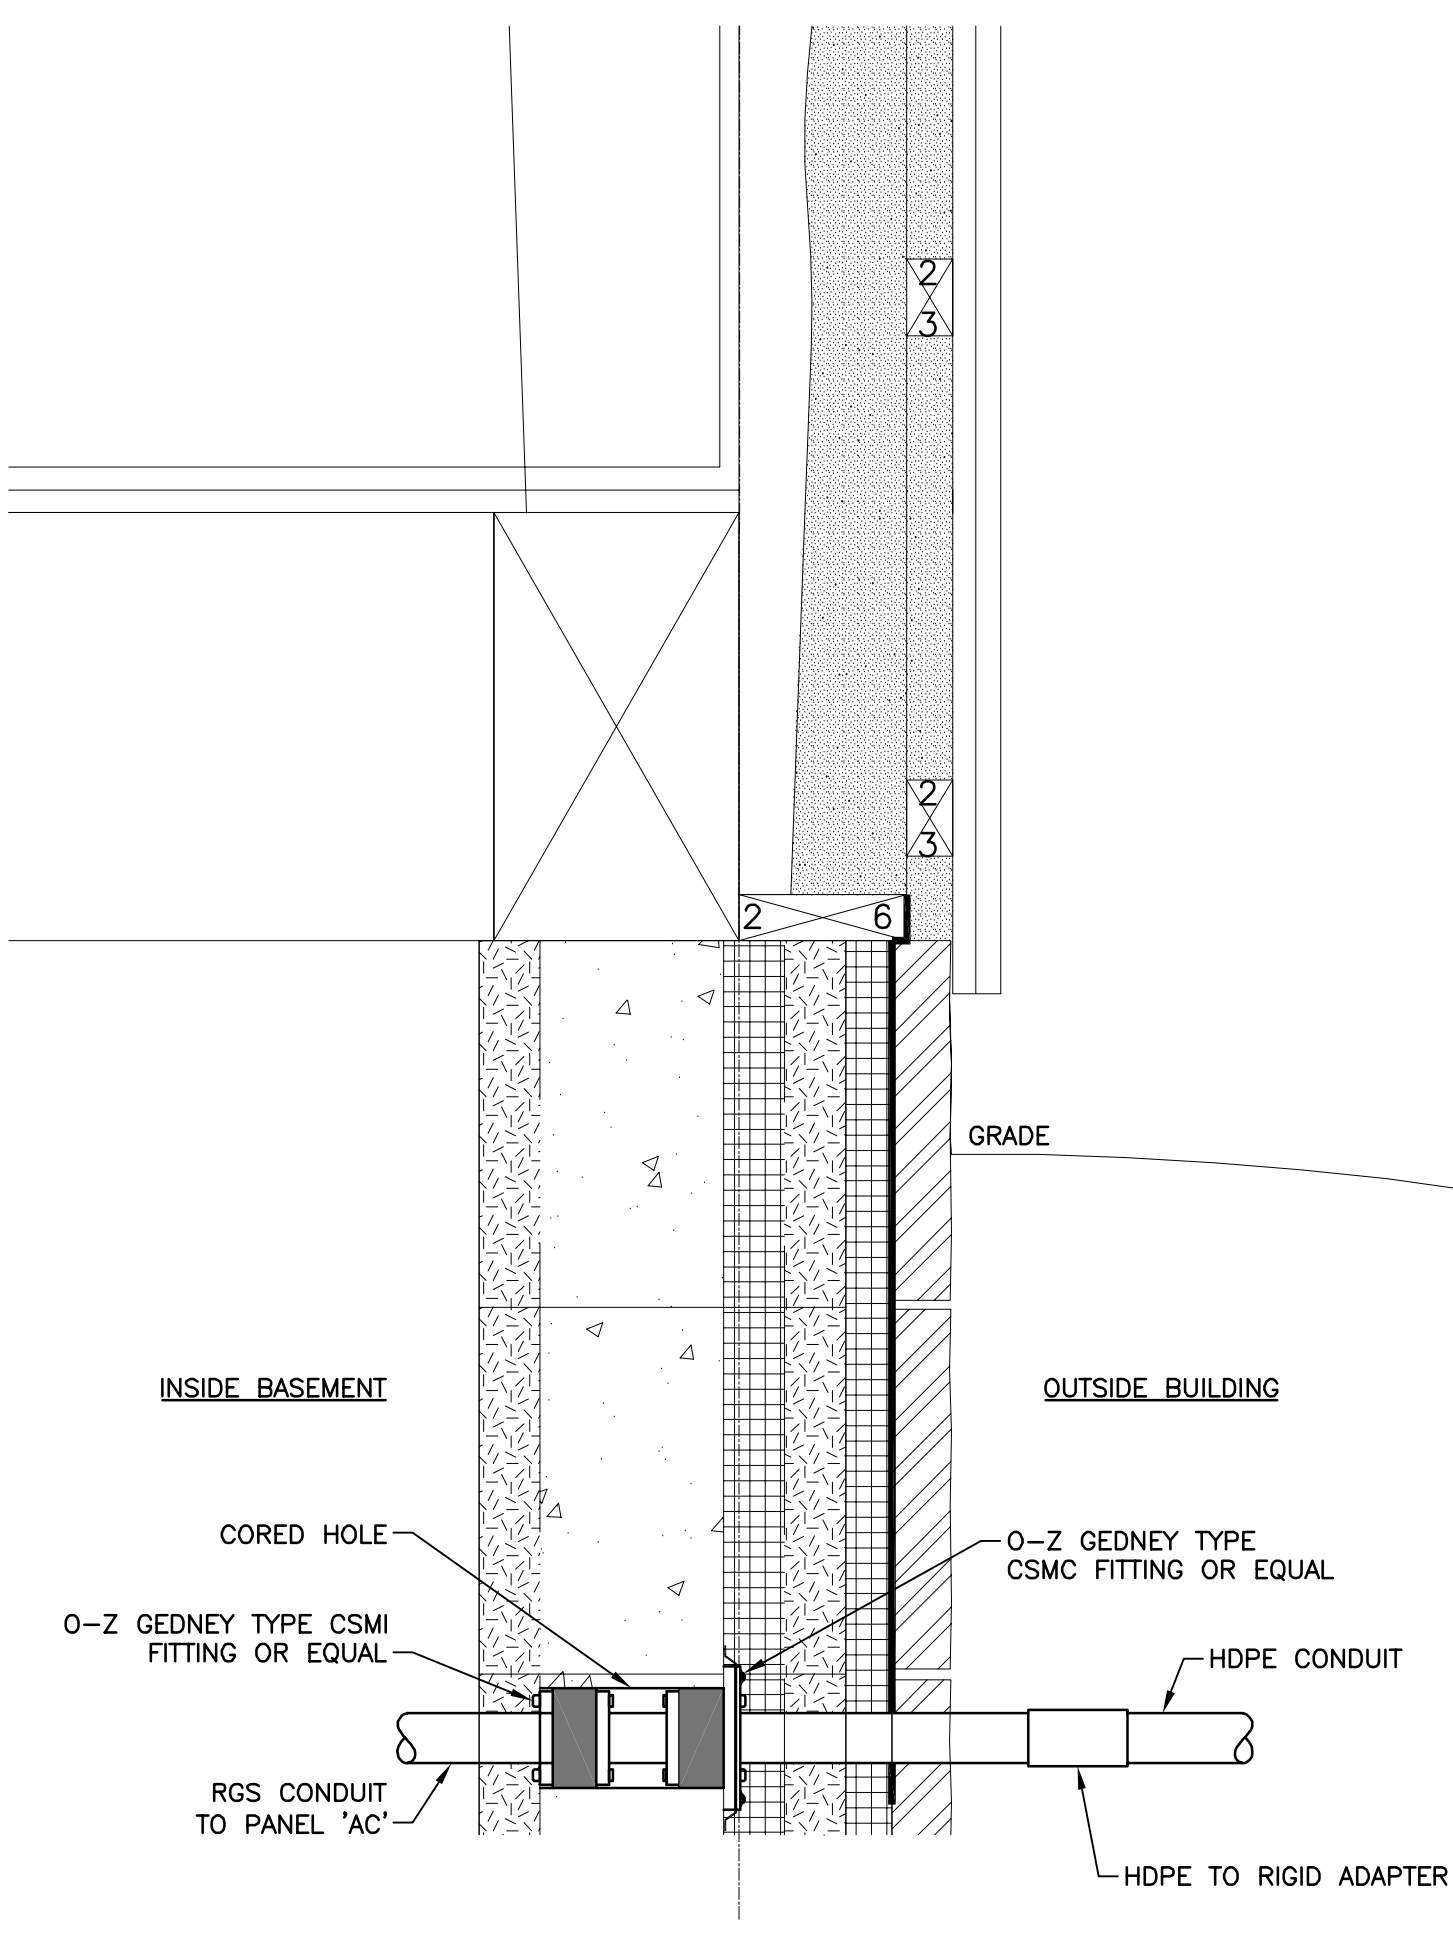 2
3
2
3
2 6
GRADE
INSIDE BASEMENT
OUTSIDE BUILDING
CORED HOLE
O-Z GEDNEY TYPE
CSMC FITTING OR EQUAL
O-Z GEDNEY TYPE CSMI
FITTING OR EQUAL
HDPE CONDUIT
RGS CONDUIT
TO PANEL 'AC'
HDPE TO RIGID ADAPTER